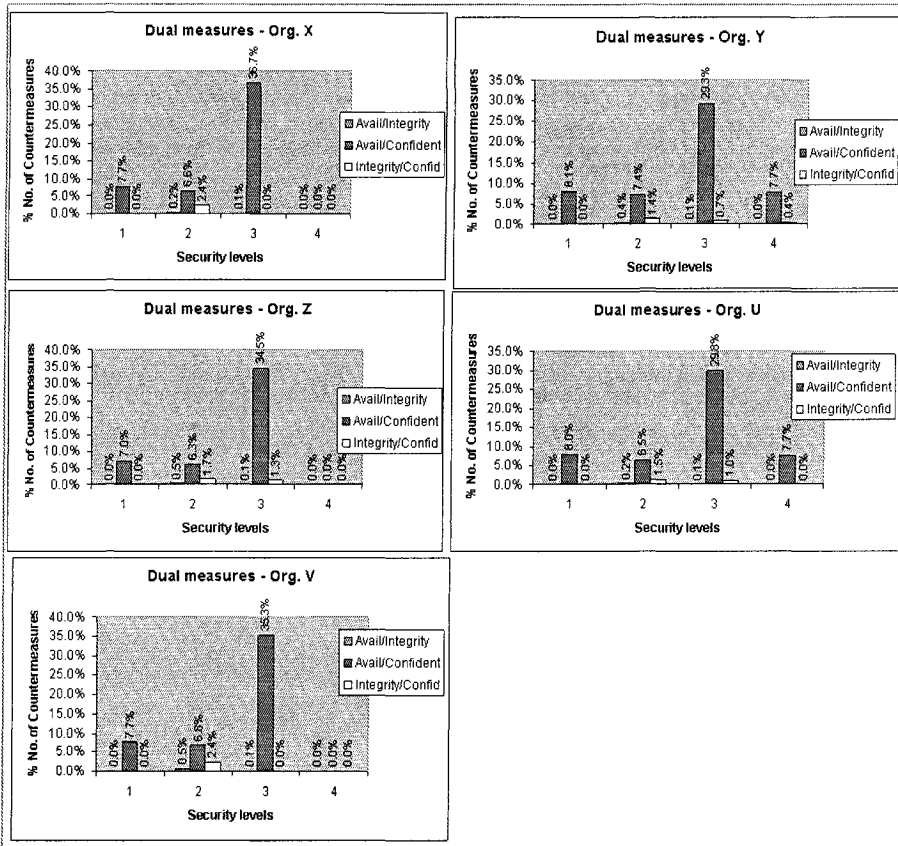 Dual measures - Org. X
% No. of Countermeasures
40.0%
35.0%
30.0%
25.0%
20.0%
15.0%
10.0%
5.0%
0.0%
0.0%
7.7%
0.0%
0.2%
6.6%
2.4%
0.1%
36.7%
0.0%
0.0%
0.0%
0.0%
1 2 3 4
Security levels
Avail/Integrity
Avail/Confident
Integrity/Confid
Dual measures - Org. Y
% No. of Countermeasures
35.0%
30.0%
25.0%
20.0%
15.0%
10.0%
5.0%
0.0%
0.0%
8.1%
0.0%
0.4%
7.4%
1.4%
0.1%
29.3%
0.7%
0.0%
7.7%
0.4%
1 2 3 4
Security levels
Avail/Integrity
Avail/Confident
Integrity/Confid
Dual measures - Org. Z
% No. of Countermeasures
40.0%
35.0%
30.0%
25.0%
20.0%
15.0%
10.0%
5.0%
0.0%
0.0%
7.0%
0.0%
0.5%
6.3%
1.7%
0.1%
34.5%
1.3%
0.0%
0.0%
0.0%
1 2 3 4
Security levels
Avail/Integrity
Avail/Confident
Integrity/Confid
Dual measures - Org. U
% No. of Countermeasures
35.0%
30.0%
25.0%
20.0%
15.0%
10.0%
5.0%
0.0%
0.0%
8.0%
0.0%
0.2%
6.5%
1.5%
0.1%
29.8%
1.0%
0.0%
7.7%
0.0%
1 2 3 4
Security levels
Avail/Integrity
Avail/Confident
Integrity/Confid
Dual measures - Org. V
% No. of Countermeasures
40.0%
35.0%
30.0%
25.0%
20.0%
15.0%
10.0%
5.0%
0.0%
0.0%
7.7%
0.0%
0.5%
6.8%
2.4%
0.1%
35.3%
0.0%
0.0%
0.0%
0.0%
1 2 3 4
Security levels
Avail/Integrity
Avail/Confident
Integrity/Confid